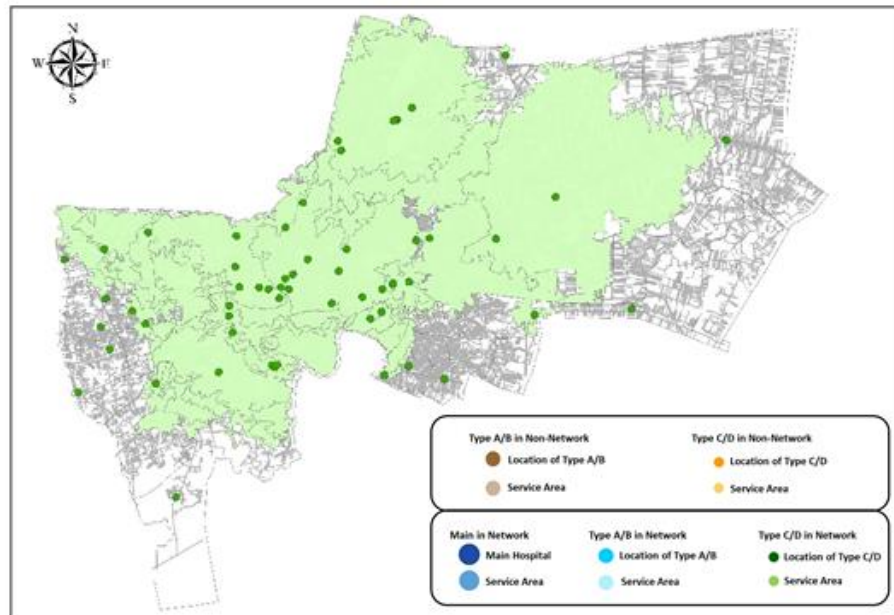 N
W E
S
Type A/B in Non-Network
Location of Type A/B
Service Area
Type C/D in Non-Network
Location of Type C/D
Service Area
Main in Network
Main Hospital
Service Area
Type A/B in Network
Location of Type A/B
Service Area
Type C/D in Network
Location of Type C/D
Service Area